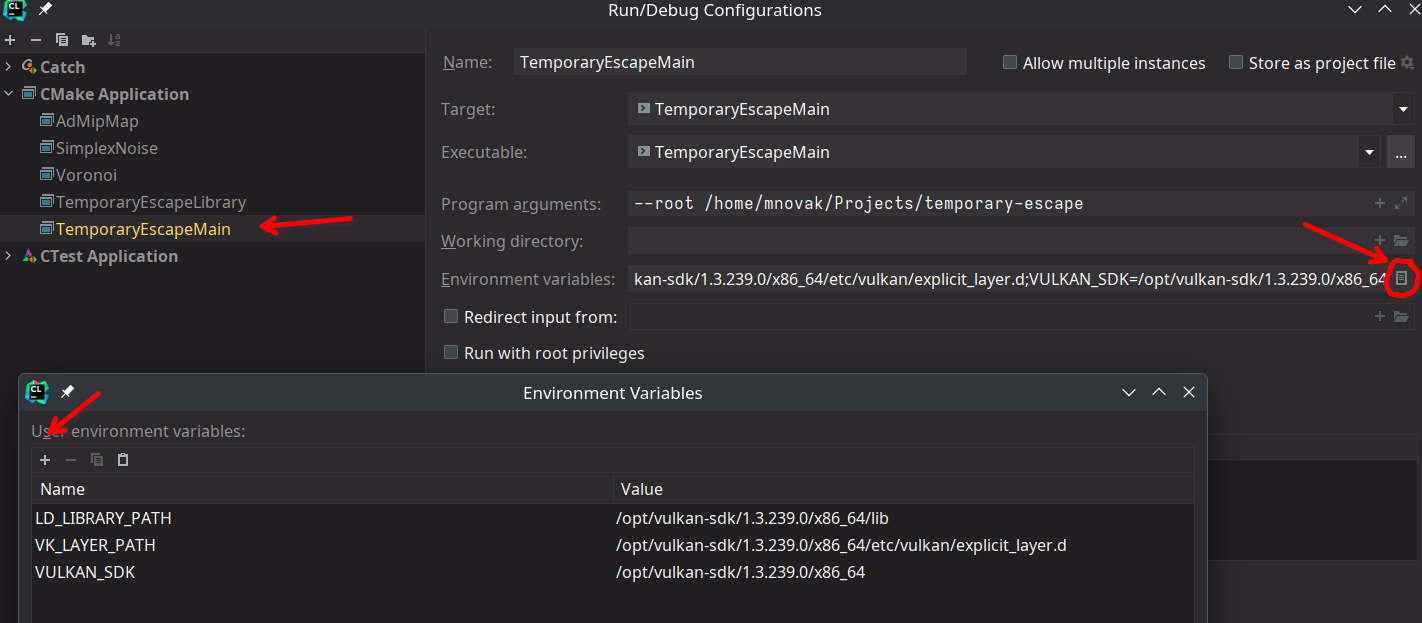 Run/Debug Configurations
Catch
CMake Application
AdMipMap
SimplexNoise
Voronoi
TemporaryEscapeLibrary
TemporaryEscapeMain
CTest Application
Name: TemporaryEscapeMain
Allow multiple instances
Store as project file
Target: TemporaryEscapeMain
Executable: TemporaryEscapeMain
...
Program arguments: --root /home/mnovak/Projects/temporary-escape
Working directory:
Environment variables: kan-sdk/1.3.239.0/x86_64/etc/vulkan/explicit_layer.d;VULKAN_SDK=/opt/vulkan-sdk/1.3.239.0/x86_64
Redirect input from:
Run with root privileges
CL
Environment Variables
User environment variables:
Name Value
LD_LIBRARY_PATH /opt/vulkan-sdk/1.3.239.0/x86_64/lib
VK_LAYER_PATH /opt/vulkan-sdk/1.3.239.0/x86_64/etc/vulkan/explicit_layer.d
VULKAN_SDK /opt/vulkan-sdk/1.3.239.0/x86_64